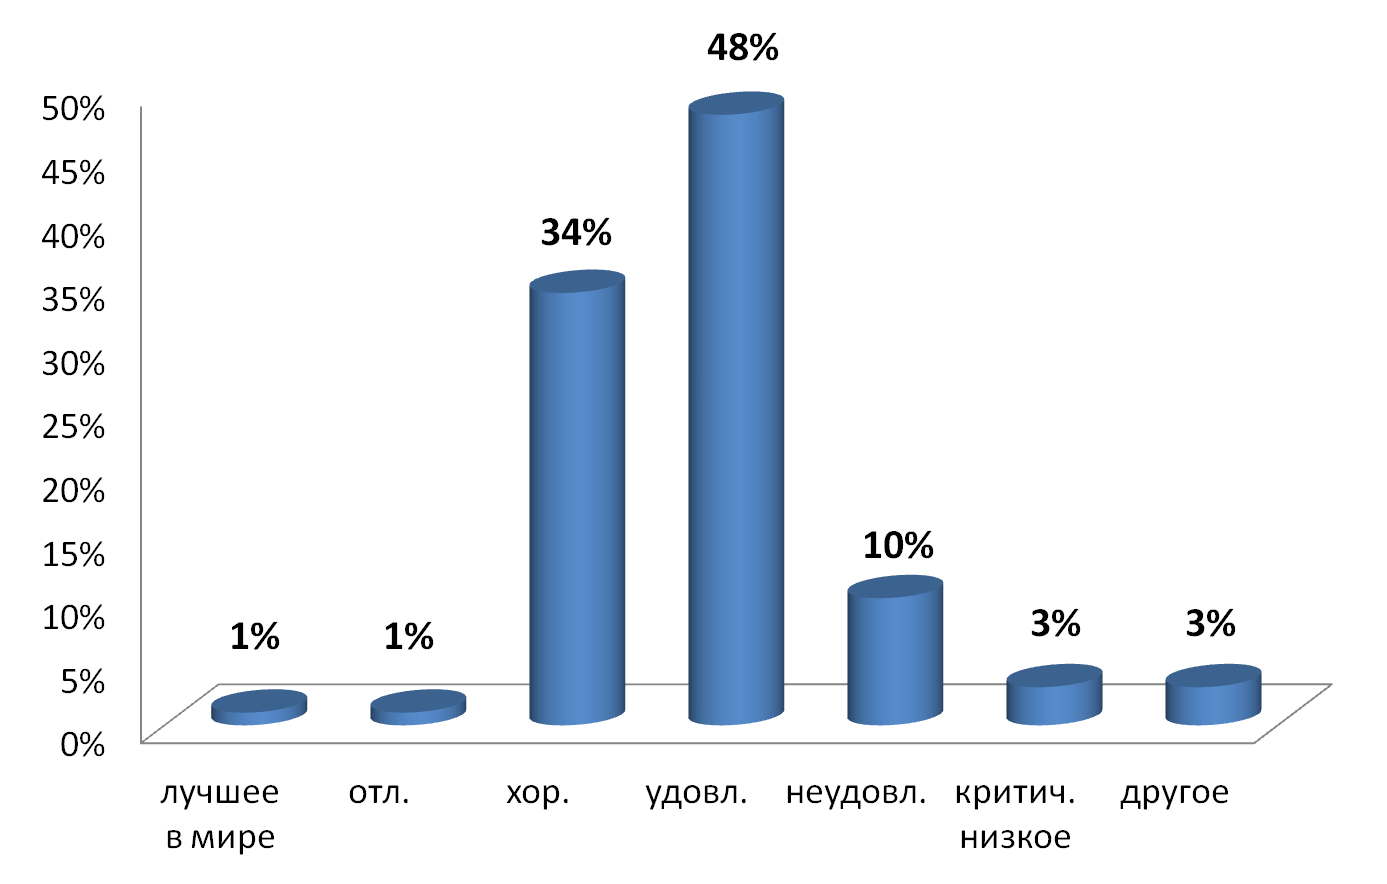 48%
50%
45%
40%
34%
35%
30%
25%
20%
15%
10%
10%
1%
1%
3%
3%
5%
0%
лучшее
в мире
отл.
хор.
удовл.
неудовл.
критич.
низкое
другое